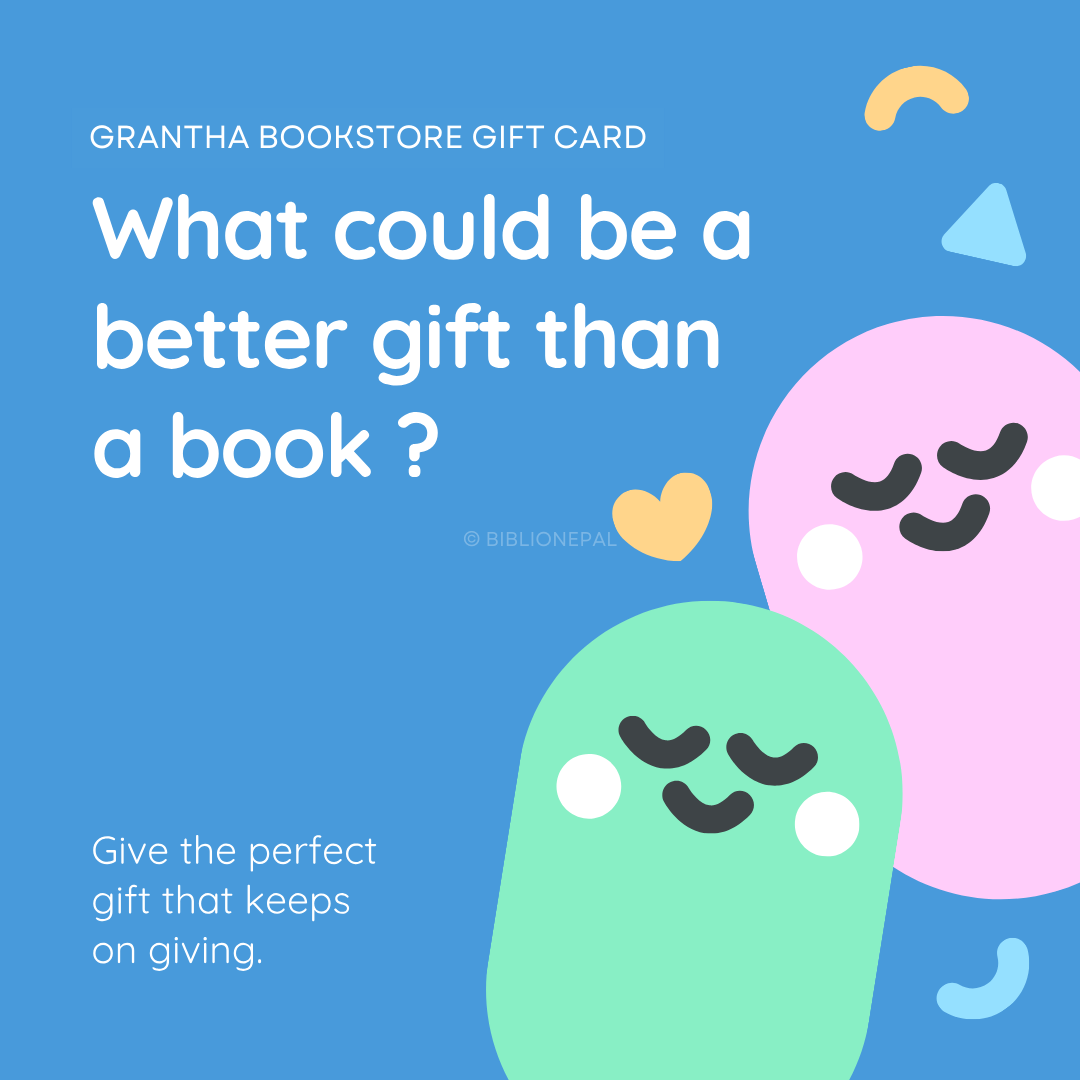 GRANTHA BOOKSTORE GIFT CARD
What could be a
better gift than
a book ?
© BIBLIONEPAL
Give the perfect
gift that keeps
on giving.